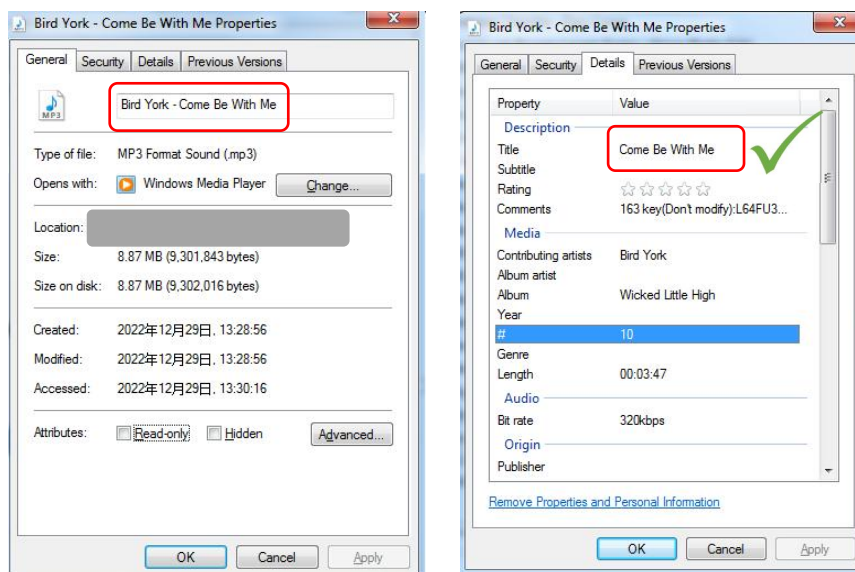 Bird York - Come Be With Me Properties
General Security Details Previous Versions
MP3
Bird York - Come Be With Me
Type of file: MP3 Format Sound (.mp3)
Opens with: Windows Media Player Change...
Location:
Size: 8.87 MB (9,301,843 bytes)
Size on disk: 8.87 MB (9,302,016 bytes)
Created: 2022年12月29日, 13:28:56
Modified: 2022年12月29日, 13:28:56
Accessed: 2022年12月29日, 13:30:16
Attributes: Read-only Hidden Advanced...
OK Cancel Apply
Bird York - Come Be With Me Properties
General Security Details Previous Versions
Property Value
Description
Title Come Be With Me
Subtitle
Rating
Comments 163 key(Don't modify):L64FU3...
Media
Contributing artists Bird York
Album artist
Album Wicked Little High
Year
# 10
Genre
Length 00:03:47
Audio
Bit rate 320kbps
Origin
Publisher
Remove Properties and Personal Information
OK Cancel Apply